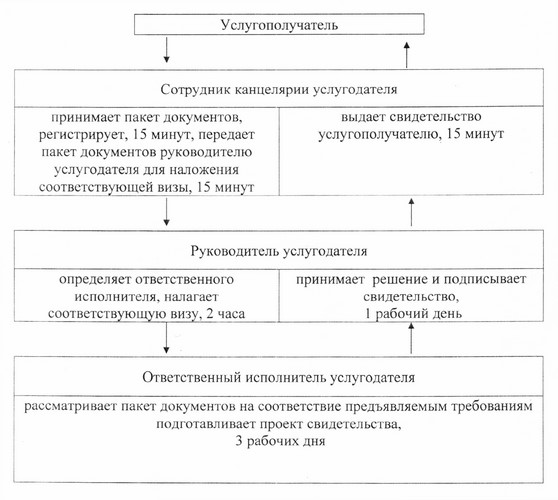 Услугополучатель
Сотрудник канцелярии услугодателя
принимает пакет документов,
регистрирует, 15 минут, передает
пакет документов руководителю
услугодателя для наложения
соответствующей визы, 15 минут
выдает свидетельство
услугополучателю, 15 минут
Руководитель услугодателя
определяет ответственного
исполнителя, налагает
соответствующую визу, 2 часа
принимает решение и подписывает
свидетельство,
1 рабочий день
Ответственный исполнитель услугодателя
рассматривает пакет документов на соответствие предъявляемым требованиям
подготавливает проект свидетельства,
3 рабочих дня